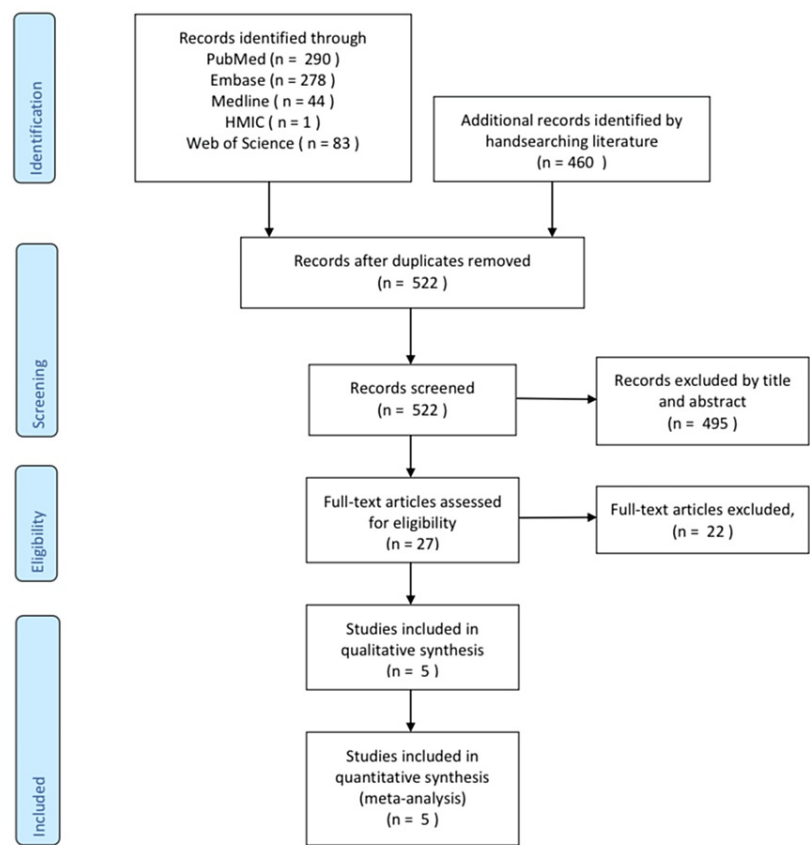 Identification
Records identified through
PubMed (n = 290 )
Embase (n = 278 )
Medline ( n = 44 )
HMIC ( n = 1 )
Web of Science ( n = 83 )
Additional records identified by
handsearching literature
(n = 460 )
Screening
Records after duplicates removed
(n = 522 )
Records screened
(n = 522 )
Records excluded by title
and abstract
(n = 495 )
Eligibility
Full-text articles assessed
for eligibility
(n = 27)
Full-text articles excluded,
(n = 22 )
Included
Studies included in
qualitative synthesis
(n = 5 )
Studies included in
quantitative synthesis
(meta-analysis)
(n = 5 )